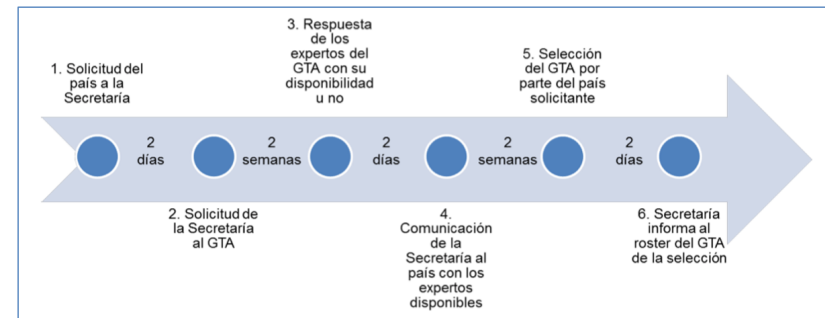 1. Solicitud del
país a la
Secretaría
2
días
2. Solicitud de
la Secretaría
al GTA
2
semanas
3. Respuesta
de los
expertos del
GTA con su
disponibilidad
u no
2
días
4.
Comunicación
de la
Secretaría al
país con los
expertos
disponibles
2
semanas
5. Selección
del GTA por
parte del país
solicitante
2
días
6. Secretaría
informa al
roster del GTA
de la selección